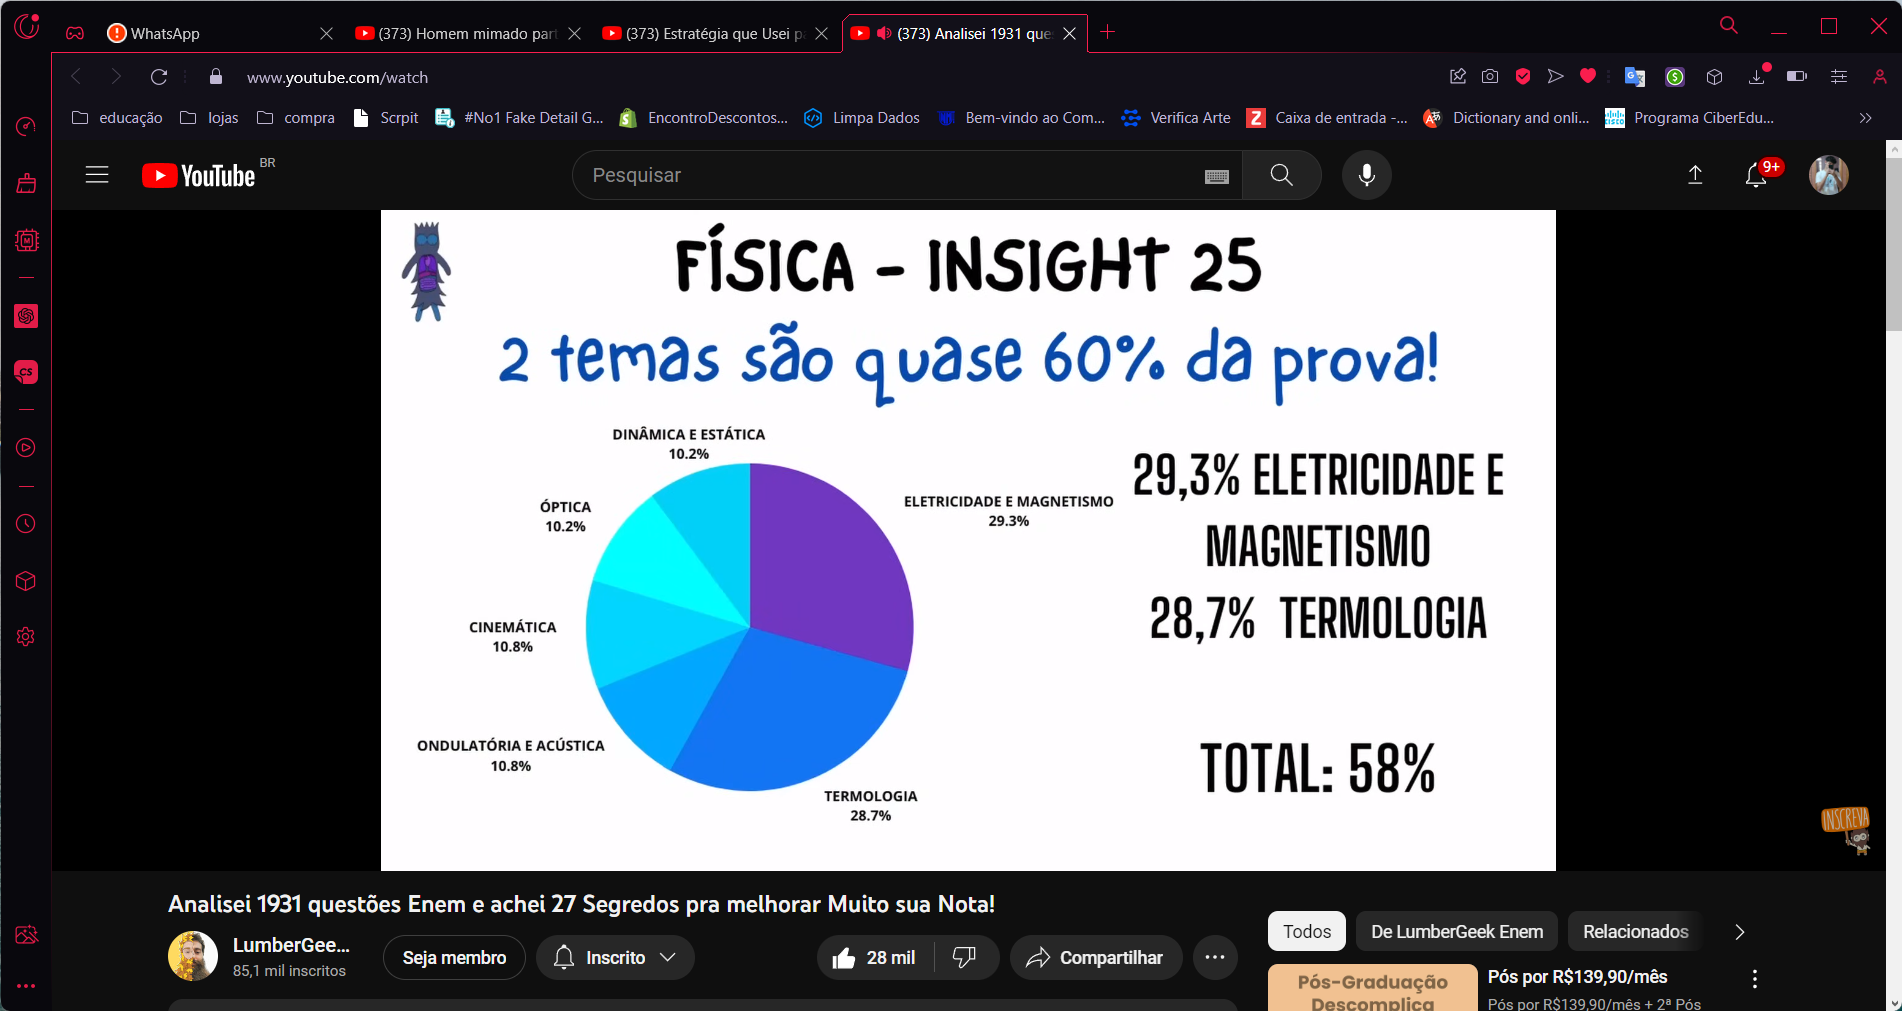 WhatsApp
(373) Homem mimado part
(373) Estratégia que Usei pa
(373) Analisei 1931 que
www.youtube.com/watch
educação
lojas
compra
Scrpit
#No1 Fake Detail G...
EncontroDescontos...
Limpa Dados
Bem-vindo ao Com...
Verifica Arte
Caixa de entrada -...
Dictionary and onli...
Programa CiberEdu...
YouTube BR
Pesquisar
9+
FÍSICA - INSIGHT 25
2 temas são quase 60% da prova!
DINÂMICA E ESTÁTICA
10.2%
ÓPTICA
10.2%
CINEMÁTICA
10.8%
ONDULATÓRIA E ACÚSTICA
10.8%
TERMOLOGIA
28.7%
ELETRICIDADE E MAGNETISMO
29.3%
29,3% ELETRICIDADE E
MAGNETISMO
28,7% TERMOLOGIA
TOTAL: 58%
INSCREVA
Analisei 1931 questões Enem e achei 27 Segredos pra melhorar Muito sua Nota!
LumberGee...
85,1 mil inscritos
Seja membro
Inscrito
28 mil
Compartilhar
Todos
De LumberGeek Enem
Relacionados
Pós-Graduação
Descomplica
Pós por R$139,90/mês
Pós por R$139,90/mês + 2ª Pós